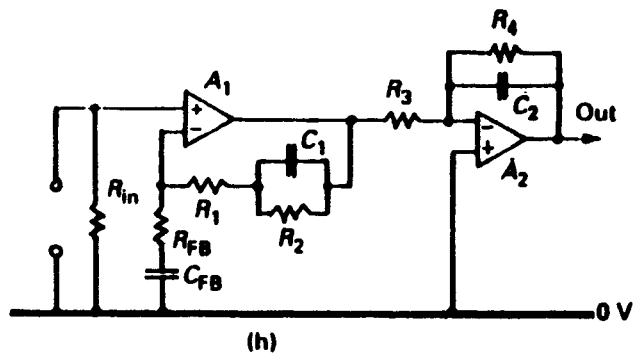 R4
A1
R3
C2
Out
+
−
C1
−
+
A2
Rin
R1
R2
RFB
CFB
0 V
(h)